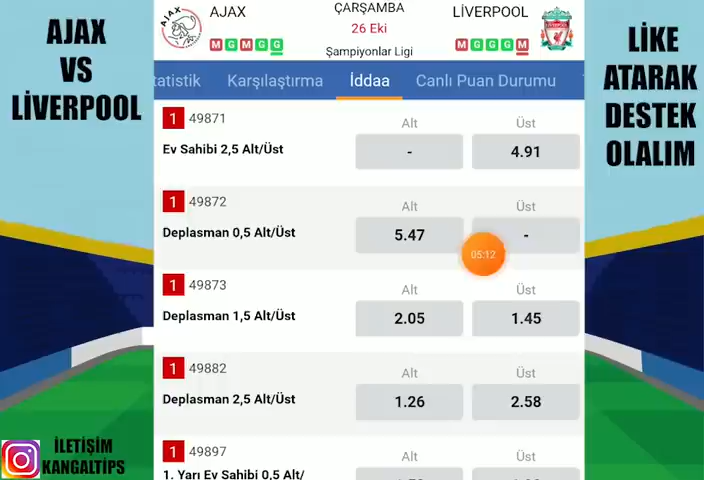 AJAX
VS
LİVERPOOL
AJAX
AJAX
M G M G G
ÇARŞAMBA
26 Eki
Şampiyonlar Ligi
LİVERPOOL
M G G G M
LİKE
ATARAK
DESTEK
OLALIM
tatistik Karşılaştırma İddaa Canlı Puan Durumu
1 49871 Alt Üst
Ev Sahibi 2,5 Alt/Üst - 4.91
1 49872 Alt Üst
Deplasman 0,5 Alt/Üst 5.47 -
05:12
1 49873 Alt Üst
Deplasman 1,5 Alt/Üst 2.05 1.45
1 49882 Alt Üst
Deplasman 2,5 Alt/Üst 1.26 2.58
1 49897 Alt Üst
1. Yarı Ev Sahibi 0,5 Alt/
İLETİŞİM
KANGALTİPS